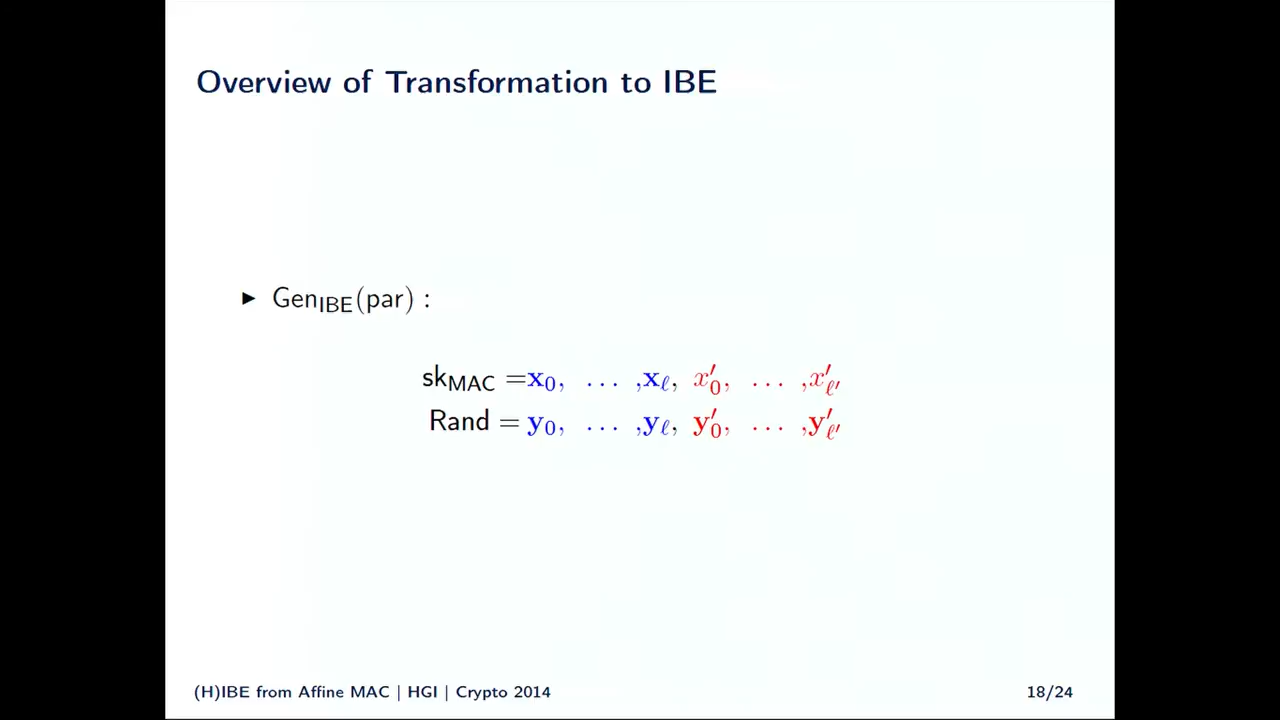 Overview of Transformation to IBE
▶ Gen_IBE(par) :
sk_MAC = x_0, … , x_ℓ, x′_0, … , x′_ℓ′
Rand = y_0, … , y_ℓ, y′_0, … , y′_ℓ′
(H)IBE from Affine MAC | HGI | Crypto 2014
18/24